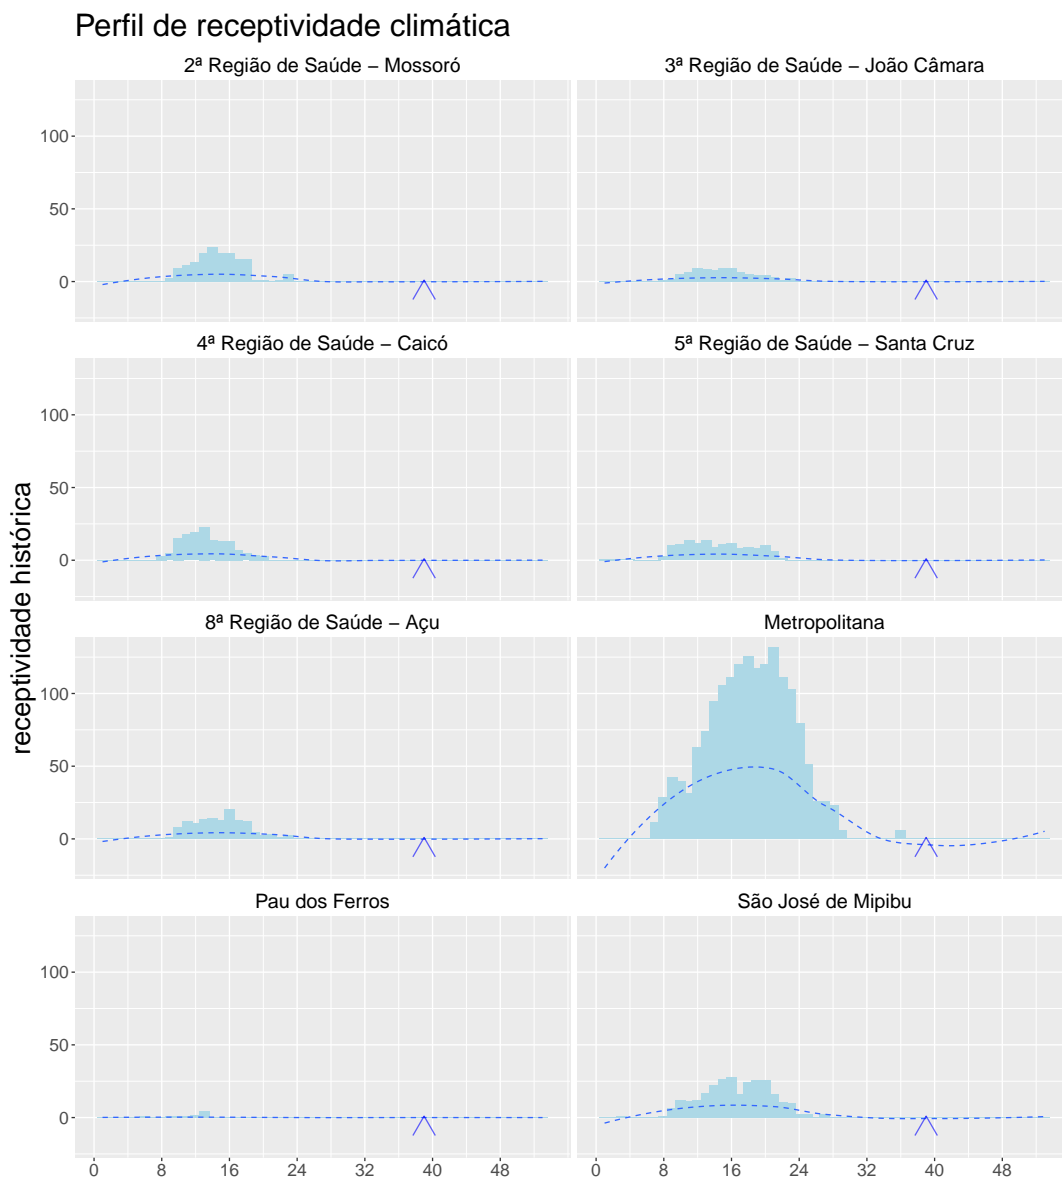 Perfil de receptividade climática
2ª Região de Saúde − Mossoró
3ª Região de Saúde − João Câmara
100
50
0
4ª Região de Saúde − Caicó
5ª Região de Saúde − Santa Cruz
100
50
0
receptividade histórica
8ª Região de Saúde − Açu
Metropolitana
100
50
0
Pau dos Ferros
São José de Mipibu
100
50
0
0 8 16 24 32 40 48
0 8 16 24 32 40 48